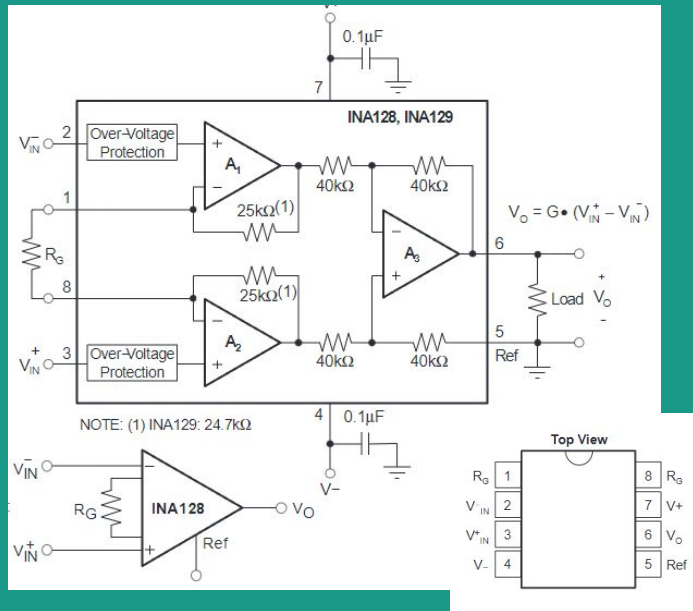 0.1µF
7
INA128, INA129
V⁻IN 2 Over-Voltage Protection
A1
+
−
40kΩ 40kΩ
1
25kΩ(1)
VO = G• (V⁺IN − V⁻IN)
6
RG
A3
−
+
Load VO
+
-
8
25kΩ(1)
A2
−
+
V⁺IN 3 Over-Voltage Protection
40kΩ 40kΩ
5
Ref
NOTE: (1) INA129: 24.7kΩ
4 0.1µF
V−
V⁻IN
RG
−
+
INA128
VO
V⁺IN
Ref
Top View
RG 1 8 RG
V-IN 2 7 V+
V+IN 3 6 VO
V- 4 5 Ref